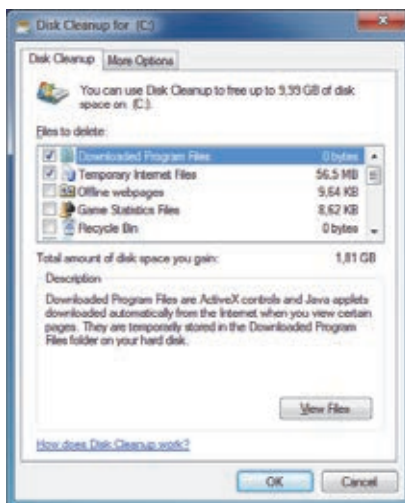 Disk Cleanup for (C:)
Disk Cleanup More Options
You can use Disk Cleanup to free up to 9,99 GB of disk
space on (C:).
Files to delete:
Downloaded Program Files 0 bytes
Temporary Internet Files 56,5 MB
Offline webpages 9,64 KB
Game Statistics Files 8,62 KB
Recycle Bin 0 bytes
Total amount of disk space you gain: 1,81 GB
Description
Downloaded Program Files are ActiveX controls and Java applets
downloaded automatically from the Internet when you view certain
pages. They are temporarily stored in the Downloaded Program
Files folder on your hard disk.
View Files
How does Disk Cleanup work?
OK Cancel